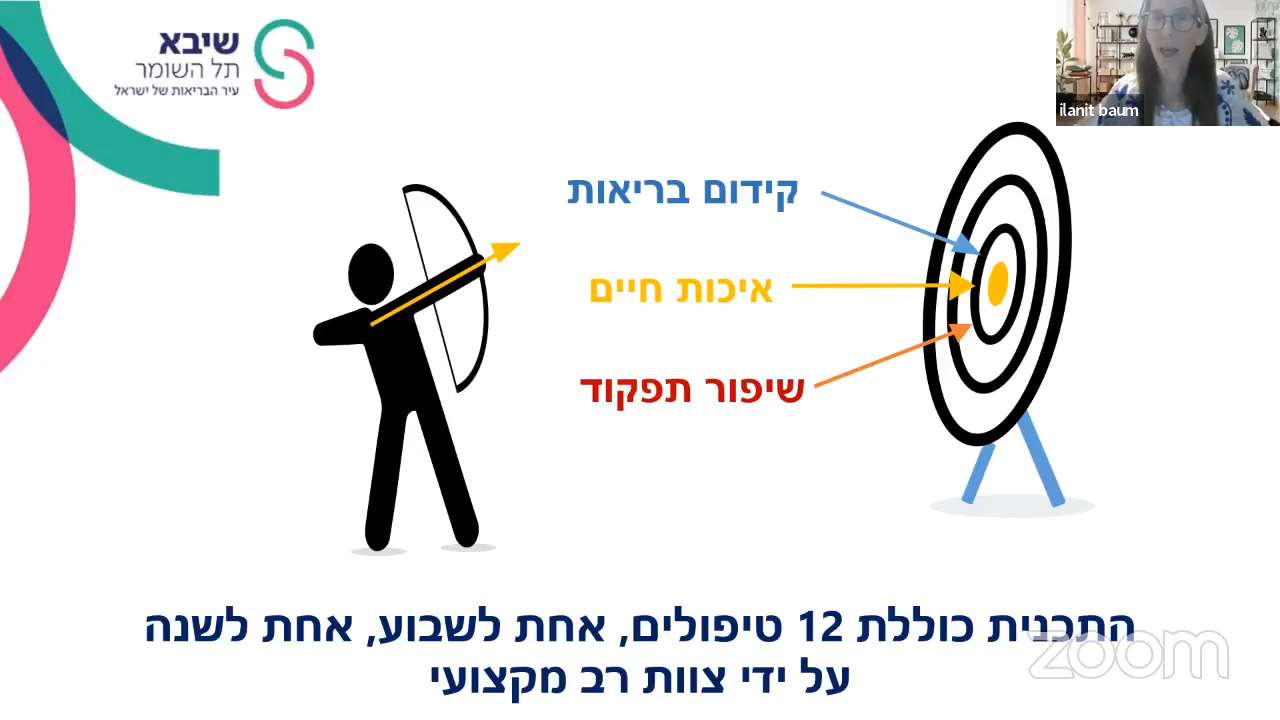 שיבא
תל השומר
עיר הבריאות של ישראל
ilanit baum
קידום בריאות
איכות חיים
שיפור תפקוד
התכנית כוללת 12 טיפולים, אחת לשבוע, אחת לשנה
על ידי צוות רב מקצועי
zoom